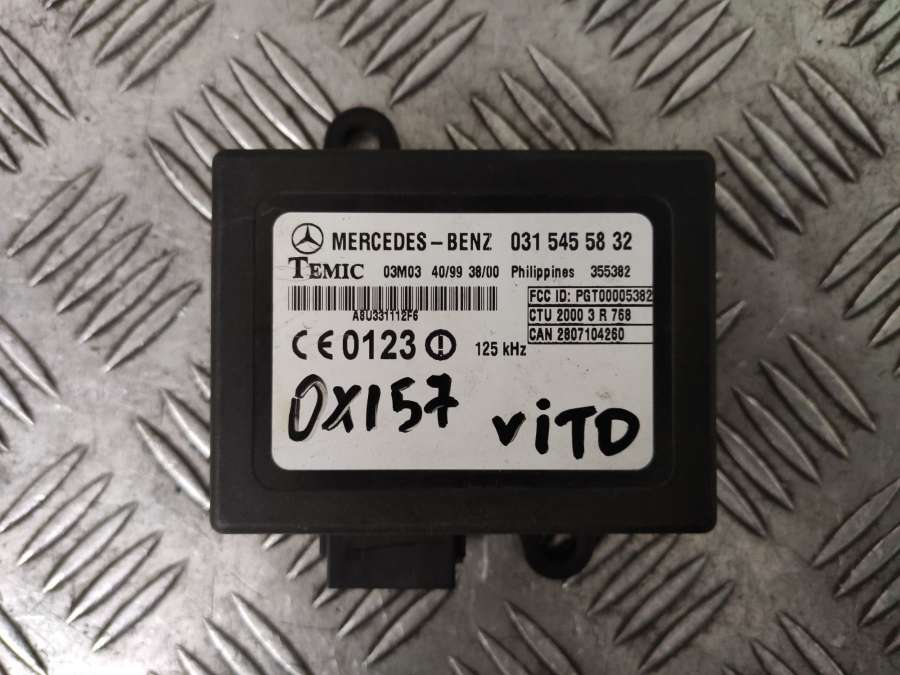 MERCEDES-BENZ 031 545 58 32
TEMIC 03M03 40/99 38/00 Philippines 355382
FCC ID: PGT00005382
A8U331112F6
CTU 2000 3 R 768
CAN 2807104260
CE 0123 125 kHz
OX157 ViTO